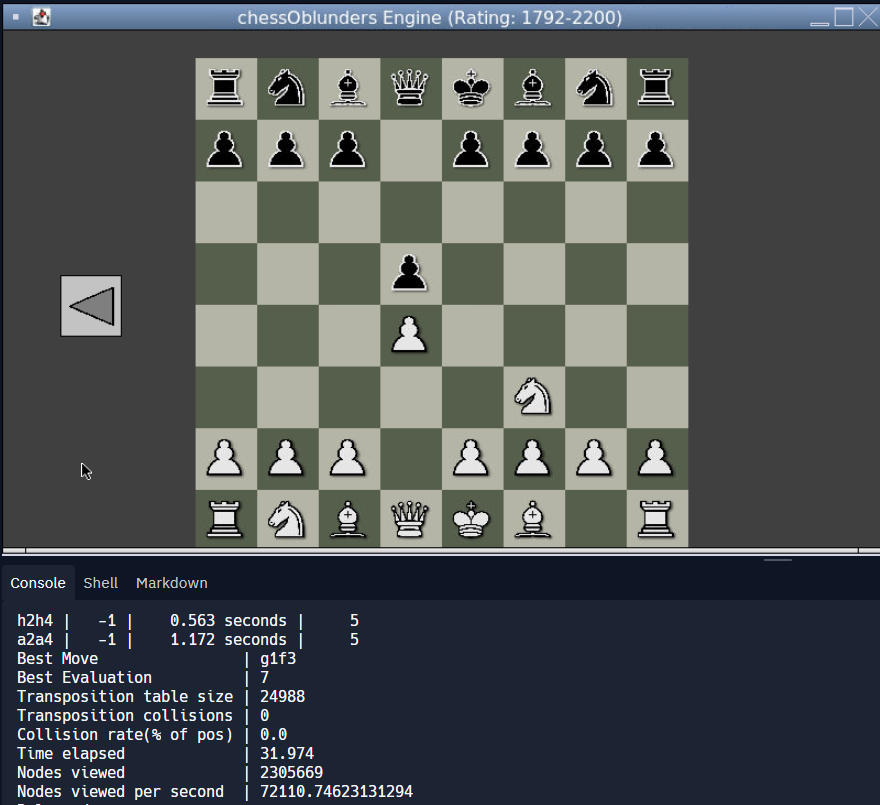 chessOblunders Engine (Rating: 1792-2200)
Console Shell Markdown
h2h4 | -1 | 0.563 seconds | 5
a2a4 | -1 | 1.172 seconds | 5
Best Move | g1f3
Best Evaluation | 7
Transposition table size | 24988
Transposition collisions | 0
Collision rate(% of pos) | 0.0
Time elapsed | 31.974
Nodes viewed | 2305669
Nodes viewed per second | 72110.74623131294